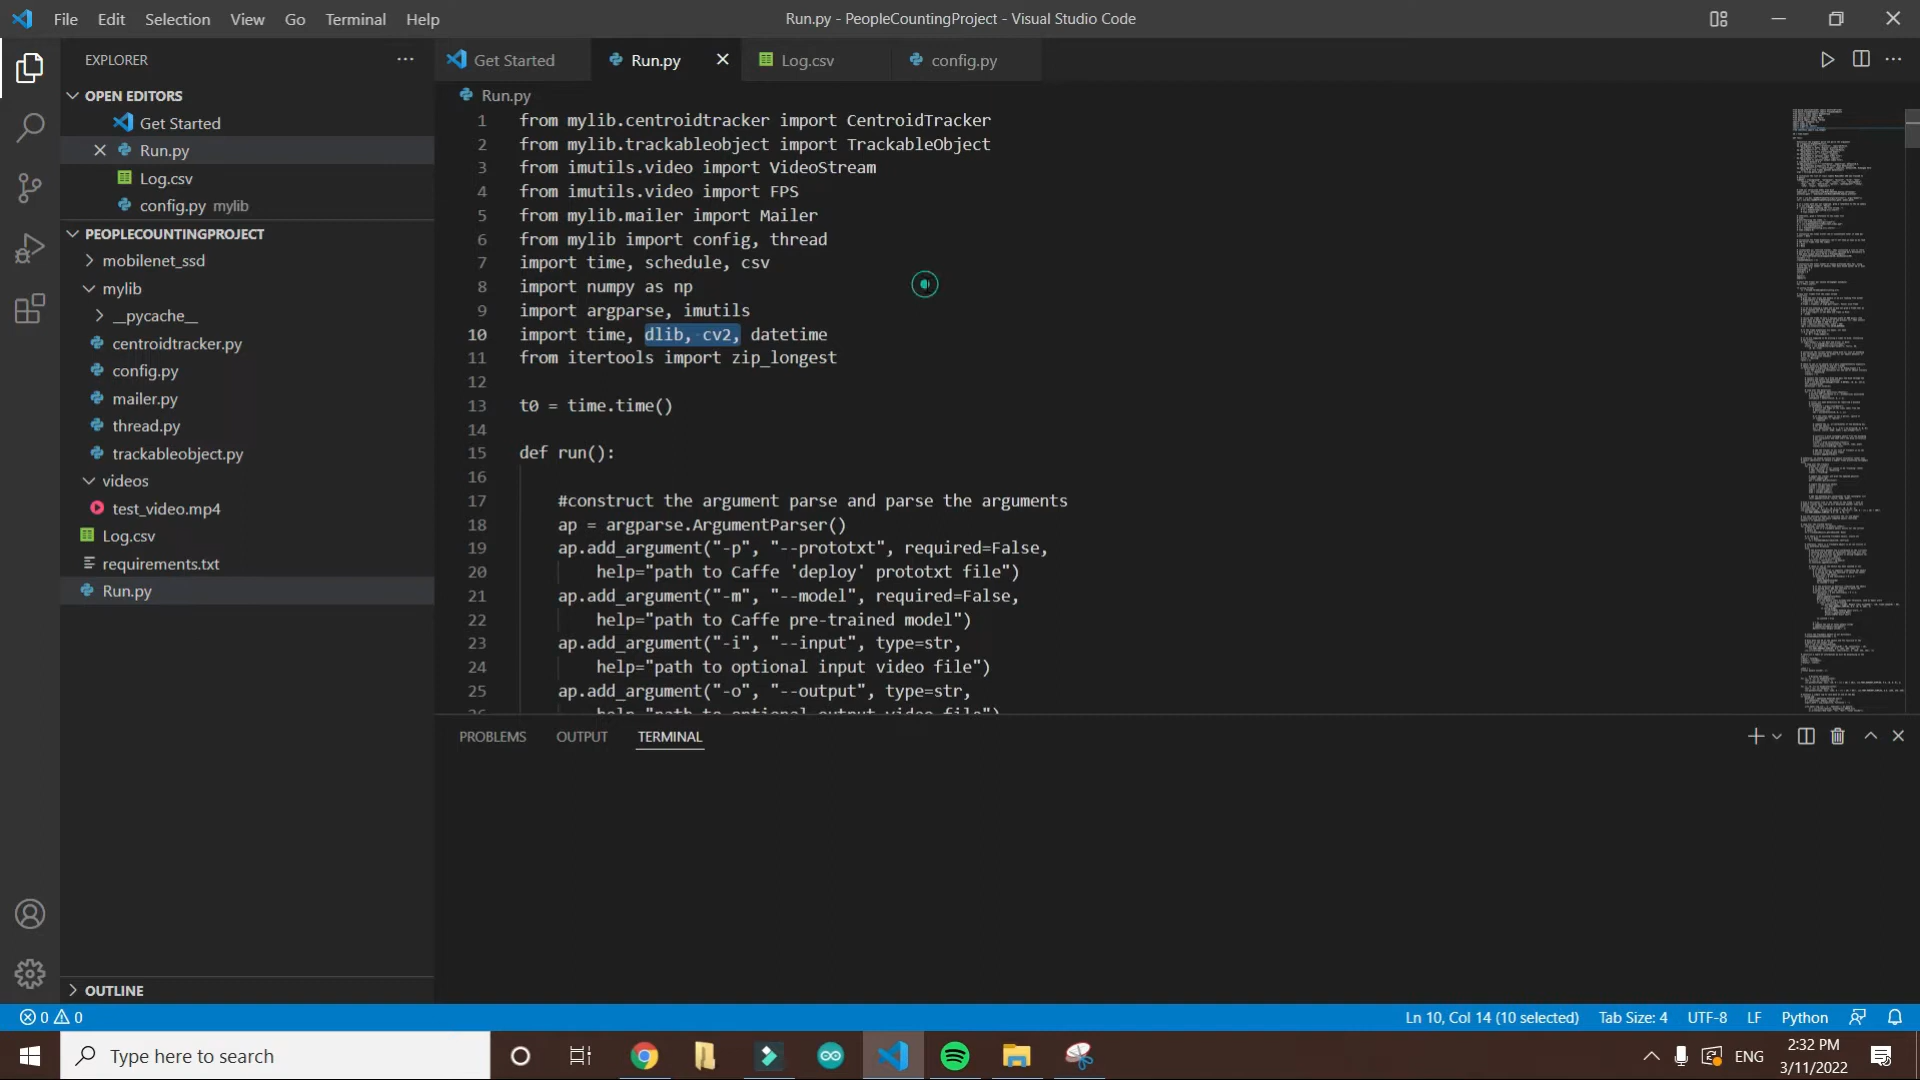 File Edit Selection View Go Terminal Help
Run.py - PeopleCountingProject - Visual Studio Code
EXPLORER
OPEN EDITORS
Get Started
Run.py
Log.csv
config.py mylib
PEOPLECOUNTINGPROJECT
mobilenet_ssd
mylib
__pycache__
centroidtracker.py
config.py
mailer.py
thread.py
trackableobject.py
videos
test_video.mp4
Log.csv
requirements.txt
Run.py
OUTLINE
Get Started
Run.py
Log.csv
config.py
Run.py
1 from mylib.centroidtracker import CentroidTracker
2 from mylib.trackableobject import TrackableObject
3 from imutils.video import VideoStream
4 from imutils.video import FPS
5 from mylib.mailer import Mailer
6 from mylib import config, thread
7 import time, schedule, csv
8 import numpy as np
9 import argparse, imutils
10 import time, dlib, cv2, datetime
11 from itertools import zip_longest
12
13 t0 = time.time()
14
15 def run():
16
17 #construct the argument parse and parse the arguments
18 ap = argparse.ArgumentParser()
19 ap.add_argument("-p", "--prototxt", required=False,
20 help="path to Caffe 'deploy' prototxt file")
21 ap.add_argument("-m", "--model", required=False,
22 help="path to Caffe pre-trained model")
23 ap.add_argument("-i", "--input", type=str,
24 help="path to optional input video file")
25 ap.add_argument("-o", "--output", type=str,
26 help="path to optional output video file")
PROBLEMS OUTPUT TERMINAL
0 0
Ln 10, Col 14 (10 selected) Tab Size: 4 UTF-8 LF Python
Type here to search
ENG
2:32 PM
3/11/2022